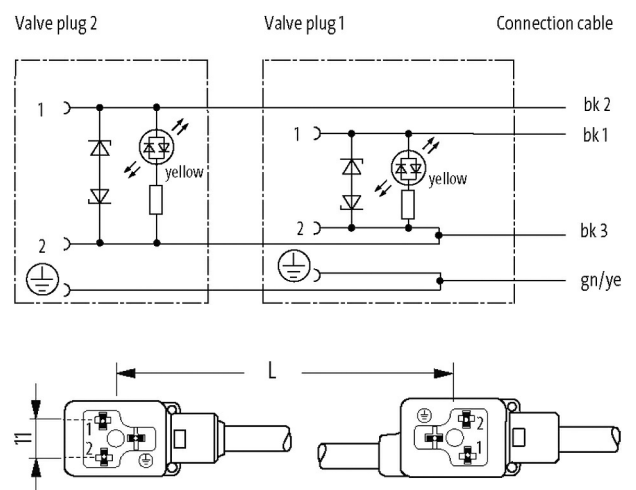 Valve plug 2 Valve plug 1 Connection cable
1 bk 2
1 bk 1
yellow yellow
2 bk 3
2
gn/ye
L
11
1
2
2
1